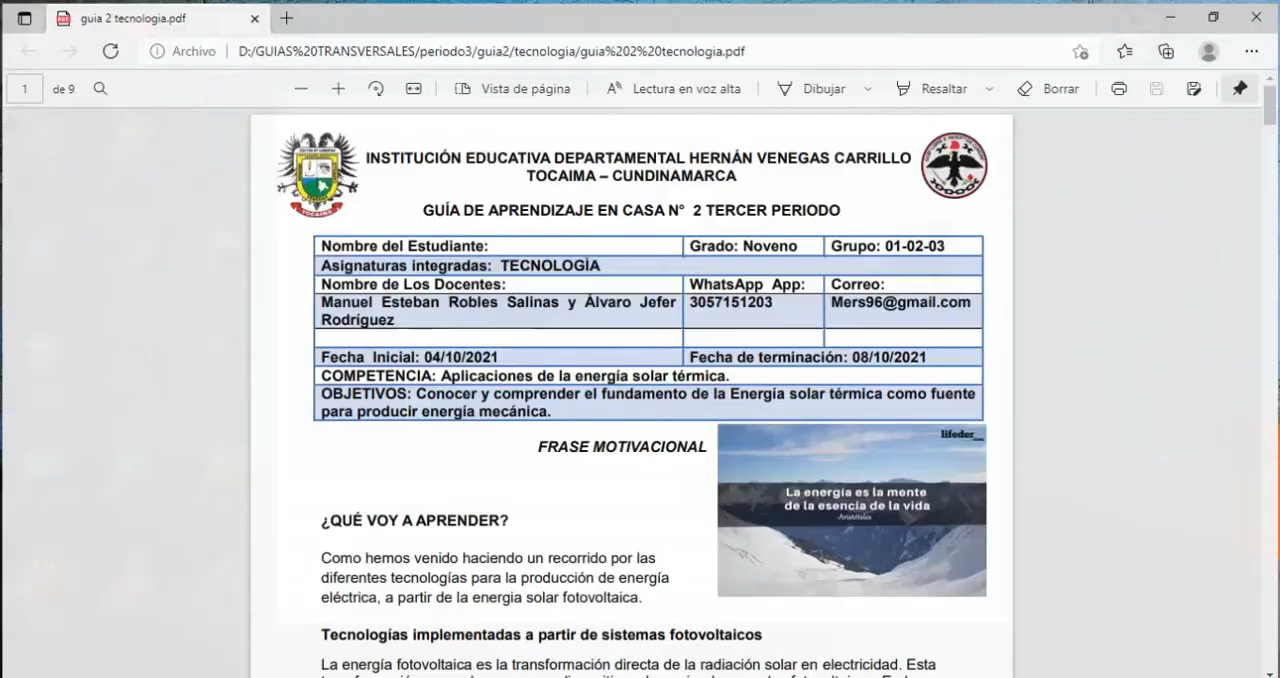 guia 2 tecnologia.pdf
Archivo
D:/GUIAS%20TRANSVERSALES/periodo3/guia2/tecnologia/guia%202%20tecnologia.pdf
1 de 9
Vista de página
Lectura en voz alta
Dibujar
Resaltar
Borrar
INSTITUCIÓN EDUCATIVA DEPARTAMENTAL HERNÁN VENEGAS CARRILLO
TOCAIMA – CUNDINAMARCA
TOCAIMA
GUÍA DE APRENDIZAJE EN CASA N° 2 TERCER PERIODO
Nombre del Estudiante: Grado: Noveno Grupo: 01-02-03
Asignaturas integradas: TECNOLOGÌA
Nombre de Los Docentes: WhatsApp App: Correo:
Manuel Esteban Robles Salinas y Álvaro Jefer 3057151203 Mers96@gmail.com
Rodríguez
Fecha Inicial: 04/10/2021 Fecha de terminación: 08/10/2021
COMPETENCIA: Aplicaciones de la energía solar térmica.
OBJETIVOS: Conocer y comprender el fundamento de la Energía solar térmica como fuente
para producir energía mecánica.
FRASE MOTIVACIONAL
lifeder__
La energía es la mente
de la esencia de la vida
-Aristóteles
¿QUÉ VOY A APRENDER?
Como hemos venido haciendo un recorrido por las
diferentes tecnologías para la producción de energía
eléctrica, a partir de la energia solar fotovoltaica.
Tecnologías implementadas a partir de sistemas fotovoltaicos
La energía fotovoltaica es la transformación directa de la radiación solar en electricidad. Esta